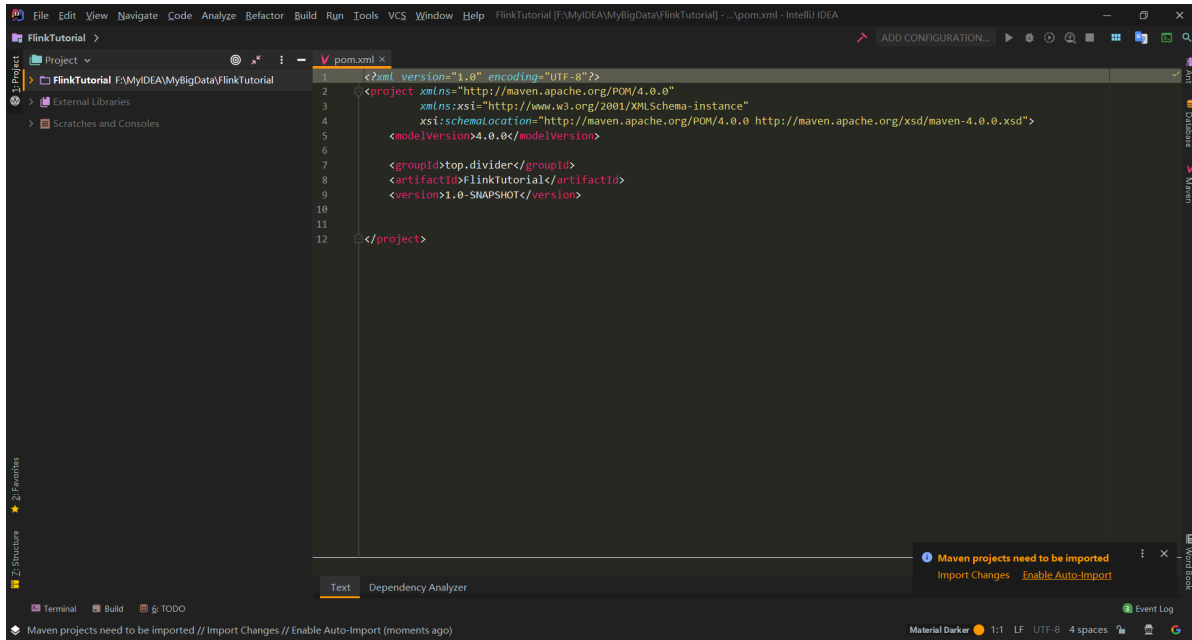 File Edit View Navigate Code Analyze Refactor Build Run Tools VCS Window Help FlinkTutorial [F:\MyIDEA\MyBigData\FlinkTutorial] - ...\pom.xml - IntelliJ IDEA
FlinkTutorial
ADD CONFIGURATION...
1: Project
Project
FlinkTutorial F:\MyIDEA\MyBigData\FlinkTutorial
External Libraries
Scratches and Consoles
pom.xml
1 <?xml version="1.0" encoding="UTF-8"?>
2 <project xmlns="http://maven.apache.org/POM/4.0.0"
3 xmlns:xsi="http://www.w3.org/2001/XMLSchema-instance"
4 xsi:schemaLocation="http://maven.apache.org/POM/4.0.0 http://maven.apache.org/xsd/maven-4.0.0.xsd">
5 <modelVersion>4.0.0</modelVersion>
6
7 <groupId>top.divider</groupId>
8 <artifactId>FlinkTutorial</artifactId>
9 <version>1.0-SNAPSHOT</version>
10
11
12 </project>
Ant
Database
Maven
Word Book
2: Favorites
Z: Structure
Maven projects need to be imported
Import Changes Enable Auto-Import
Text Dependency Analyzer
Terminal Build 6: TODO
3 Event Log
Maven projects need to be imported // Import Changes // Enable Auto-Import (moments ago)
Material Darker 1:1 LF UTF-8 4 spaces